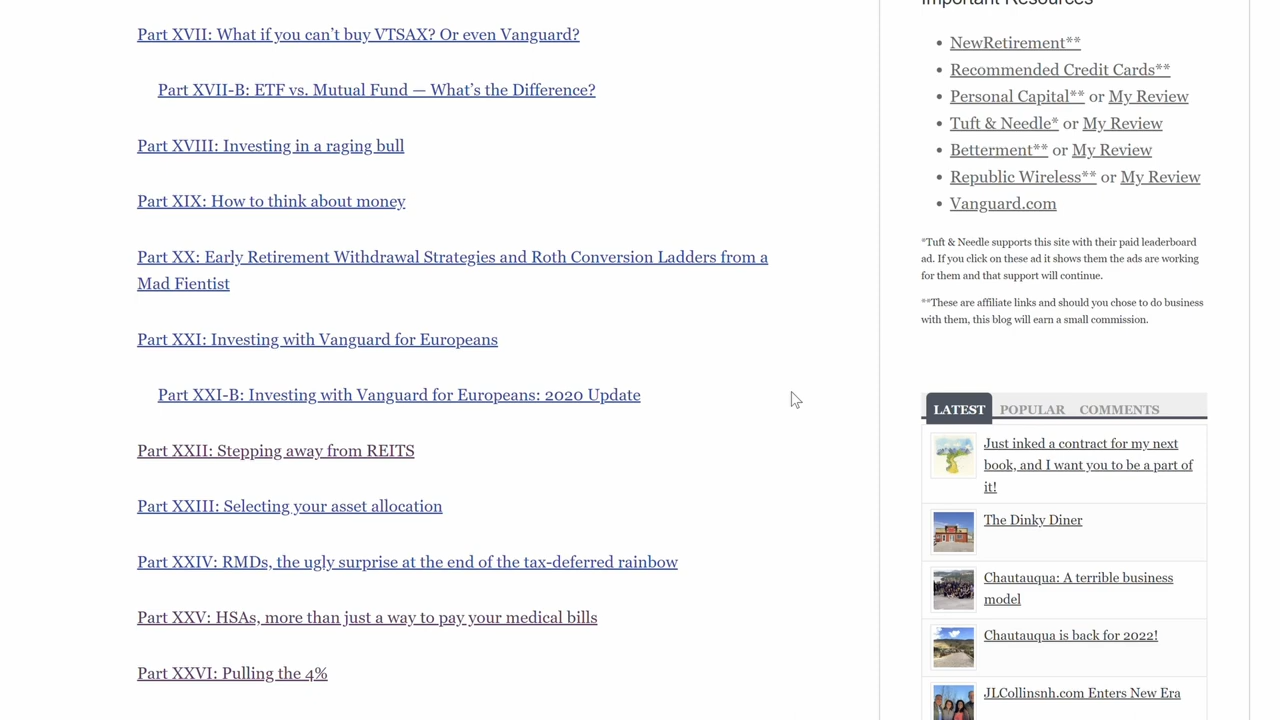 Important Resources
Part XVII: What if you can't buy VTSAX? Or even Vanguard?
Part XVII-B: ETF vs. Mutual Fund — What's the Difference?
Part XVIII: Investing in a raging bull
Part XIX: How to think about money
Part XX: Early Retirement Withdrawal Strategies and Roth Conversion Ladders from a
Mad Fientist
Part XXI: Investing with Vanguard for Europeans
Part XXI-B: Investing with Vanguard for Europeans: 2020 Update
Part XXII: Stepping away from REITS
Part XXIII: Selecting your asset allocation
Part XXIV: RMDs, the ugly surprise at the end of the tax-deferred rainbow
Part XXV: HSAs, more than just a way to pay your medical bills
Part XXVI: Pulling the 4%
• NewRetirement**
• Recommended Credit Cards**
• Personal Capital** or My Review
• Tuft & Needle* or My Review
• Betterment** or My Review
• Republic Wireless** or My Review
• Vanguard.com
*Tuft & Needle supports this site with their paid leaderboard
ad. If you click on these ad it shows them the ads are working
for them and that support will continue.
**These are affiliate links and should you chose to do business
with them, this blog will earn a small commission.
LATEST POPULAR COMMENTS
Just inked a contract for my next
book, and I want you to be a part of
it!
The Dinky Diner
Chautauqua: A terrible business
model
Chautauqua is back for 2022!
JLCollinsnh.com Enters New Era